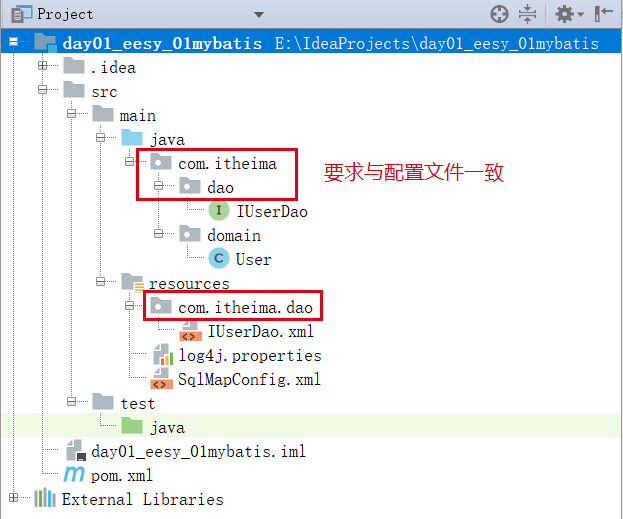 Project
day01_eesy_01mybatis E:\IdeaProjects\day01_eesy_01mybatis
.idea
src
main
java
com.itheima
要求与配置文件一致
dao
IUserDao
domain
User
resources
com.itheima.dao
IUserDao.xml
log4j.properties
SqlMapConfig.xml
test
java
day01_eesy_01mybatis.iml
pom.xml
External Libraries